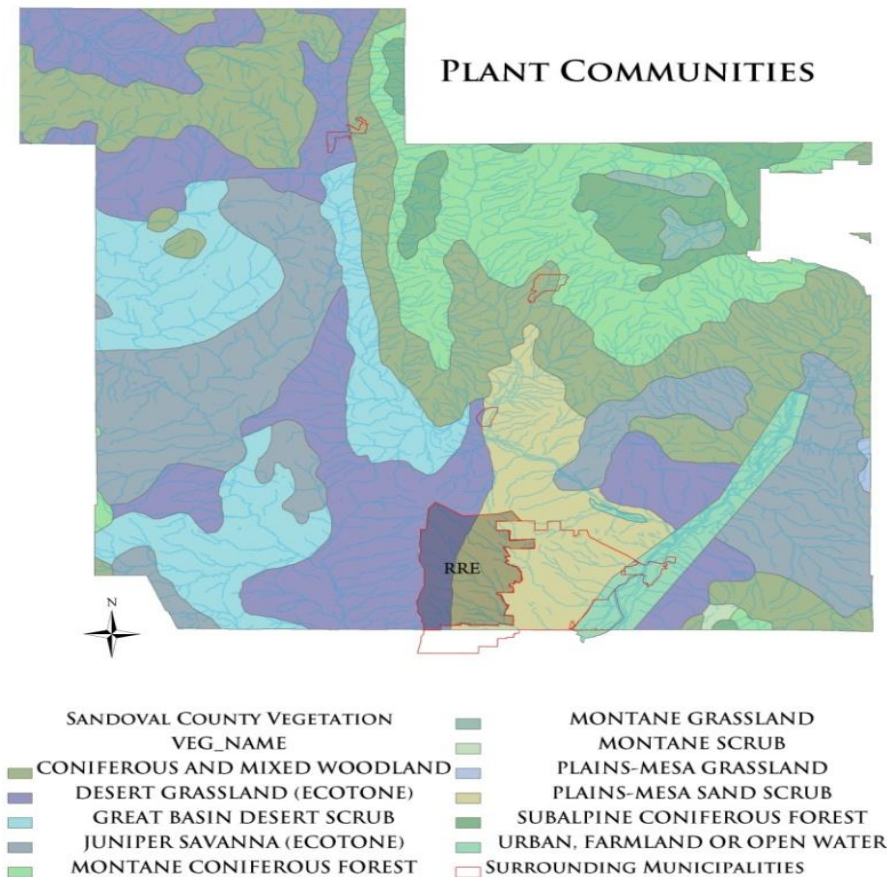 PLANT COMMUNITIES
RRE
N
SANDOVAL COUNTY VEGETATION
VEG_NAME
CONIFEROUS AND MIXED WOODLAND
DESERT GRASSLAND (ECOTONE)
GREAT BASIN DESERT SCRUB
JUNIPER SAVANNA (ECOTONE)
MONTANE CONIFEROUS FOREST
MONTANE GRASSLAND
MONTANE SCRUB
PLAINS-MESA GRASSLAND
PLAINS-MESA SAND SCRUB
SUBALPINE CONIFEROUS FOREST
URBAN, FARMLAND OR OPEN WATER
SURROUNDING MUNICIPALITIES